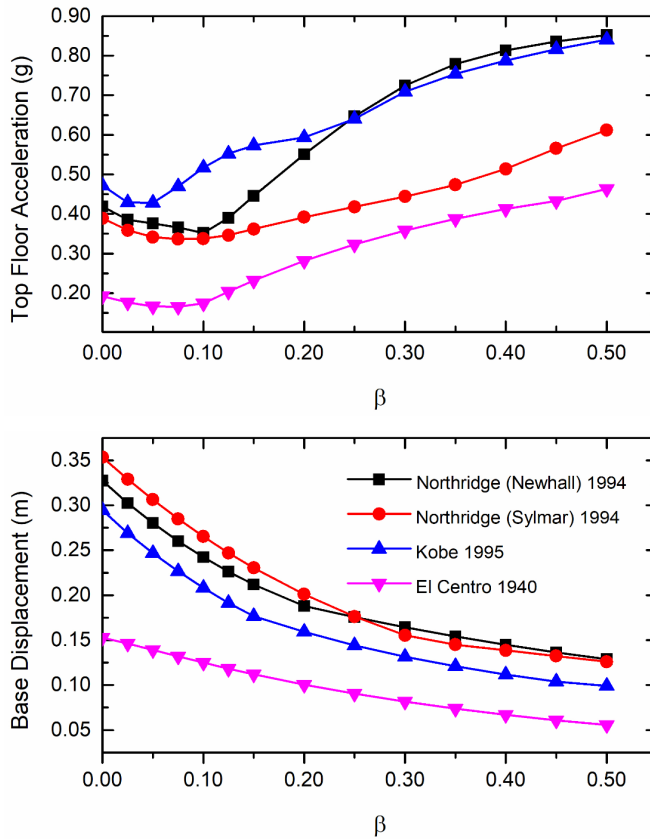 Top Floor Acceleration (g)
0.90
0.80
0.70
0.60
0.50
0.40
0.30
0.20
0.00 0.10 0.20 0.30 0.40 0.50
β
Base Displacement (m)
0.35
0.30
0.25
0.20
0.15
0.10
0.05
Northridge (Newhall) 1994
Northridge (Sylmar) 1994
Kobe 1995
El Centro 1940
0.00 0.10 0.20 0.30 0.40 0.50
β